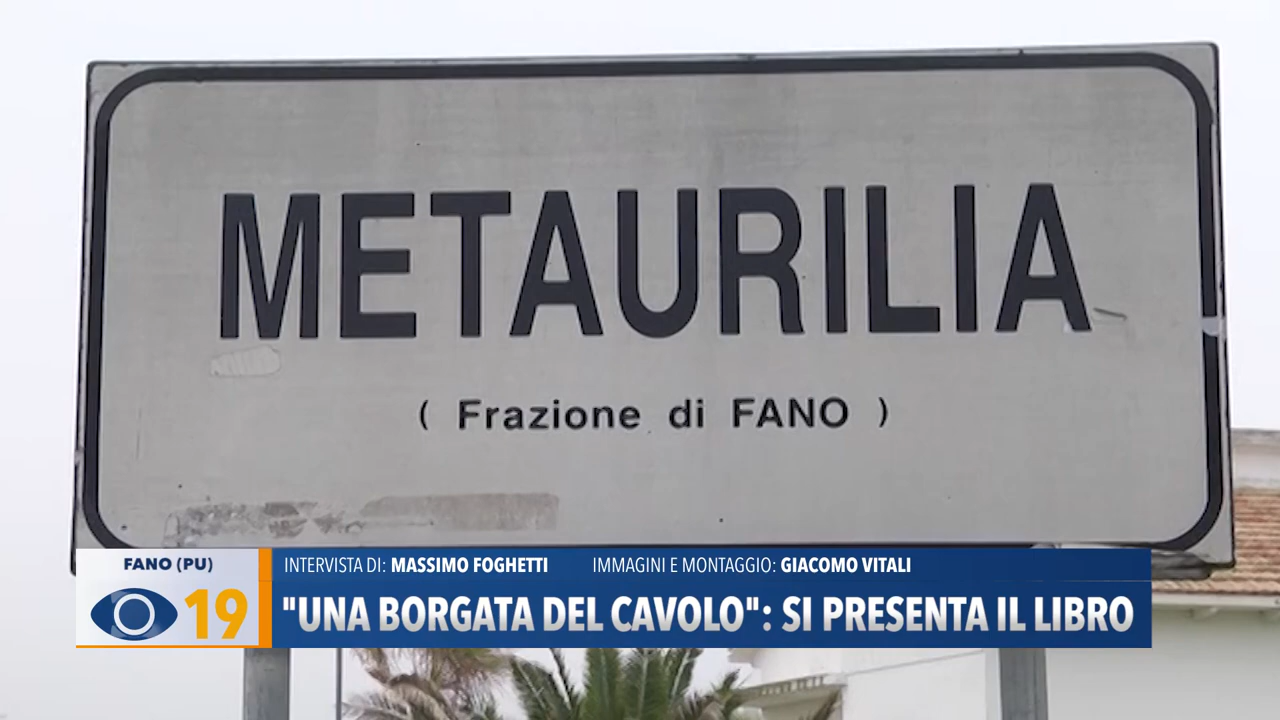 METAURILIA
( Frazione di FANO )
FANO (PU)
19
INTERVISTA DI: MASSIMO FOGHETTI IMMAGINI E MONTAGGIO: GIACOMO VITALI
"UNA BORGATA DEL CAVOLO": SI PRESENTA IL LIBRO